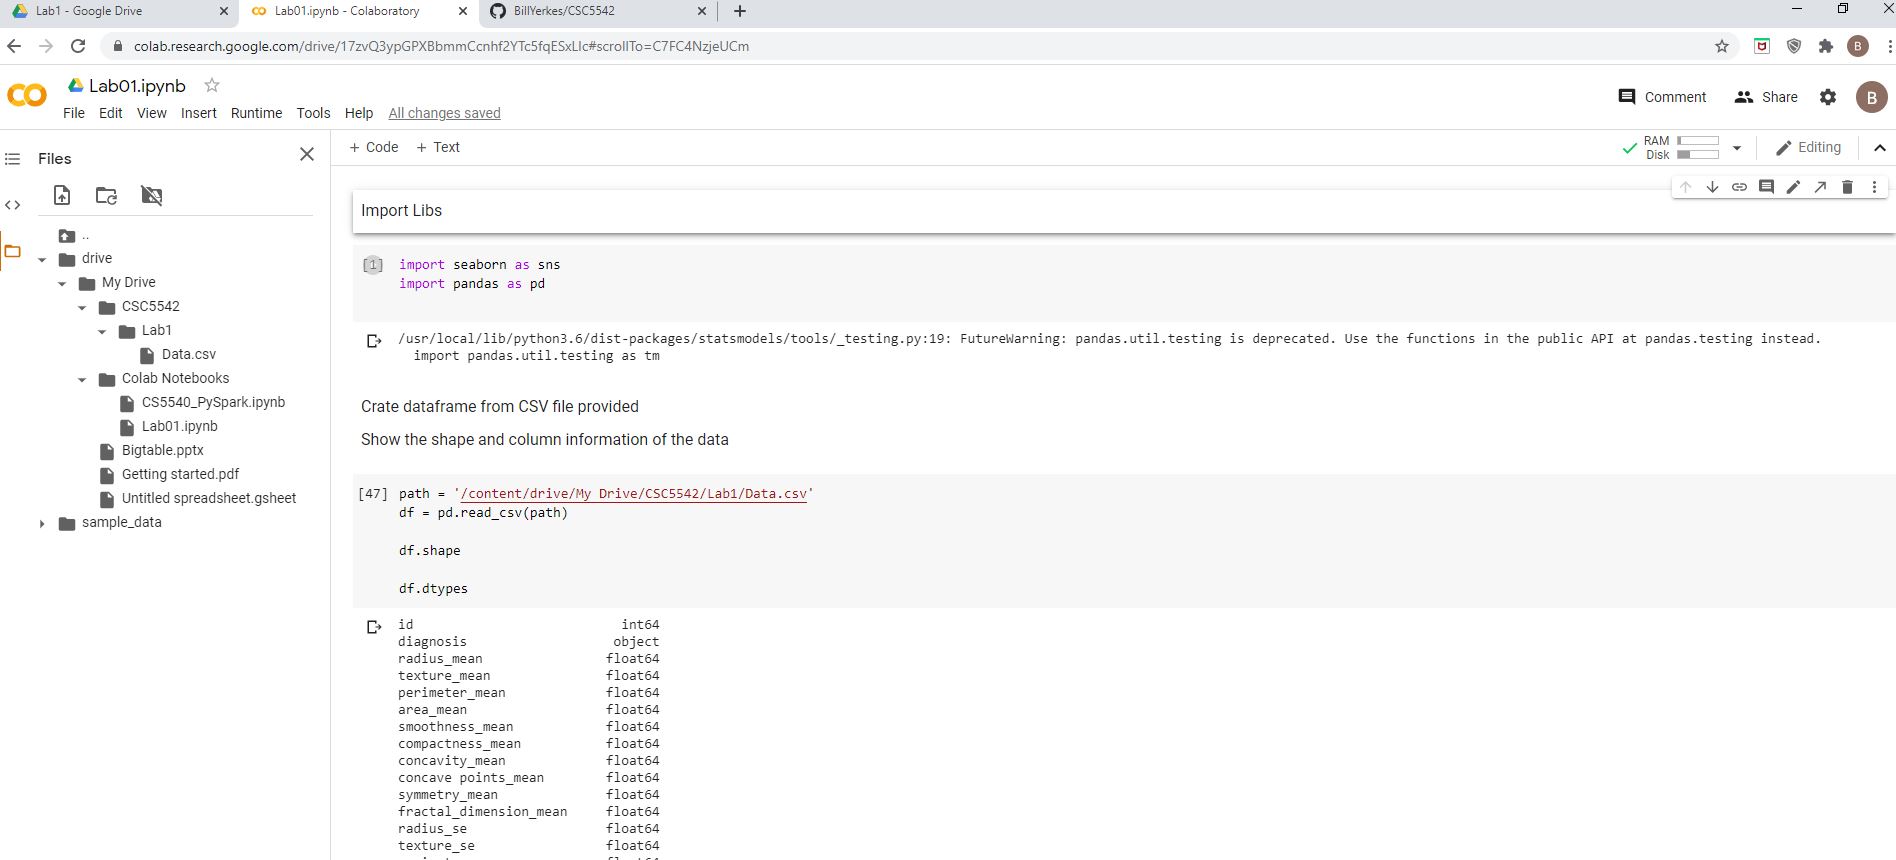 Lab1 - Google Drive
Lab01.ipynb - Colaboratory
BillYerkes/CSC5542
colab.research.google.com/drive/17zvQ3ypGPXBbmmCcnhf2YTc5fqESxLIc#scrollTo=C7FC4NzjeUCm
B
Lab01.ipynb
File Edit View Insert Runtime Tools Help All changes saved
Comment Share B
Files
+ Code + Text
RAM
Disk
Editing
..
drive
My Drive
CSC5542
Lab1
Data.csv
Colab Notebooks
CS5540_PySpark.ipynb
Lab01.ipynb
Bigtable.pptx
Getting started.pdf
Untitled spreadsheet.gsheet
sample_data
Import Libs
[1] import seaborn as sns
import pandas as pd
/usr/local/lib/python3.6/dist-packages/statsmodels/tools/_testing.py:19: FutureWarning: pandas.util.testing is deprecated. Use the functions in the public API at pandas.testing instead.
import pandas.util.testing as tm
Crate dataframe from CSV file provided
Show the shape and column information of the data
[47] path = '/content/drive/My Drive/CSC5542/Lab1/Data.csv'
df = pd.read_csv(path)
df.shape
df.dtypes
id int64
diagnosis object
radius_mean float64
texture_mean float64
perimeter_mean float64
area_mean float64
smoothness_mean float64
compactness_mean float64
concavity_mean float64
concave points_mean float64
symmetry_mean float64
fractal_dimension_mean float64
radius_se float64
texture_se float64